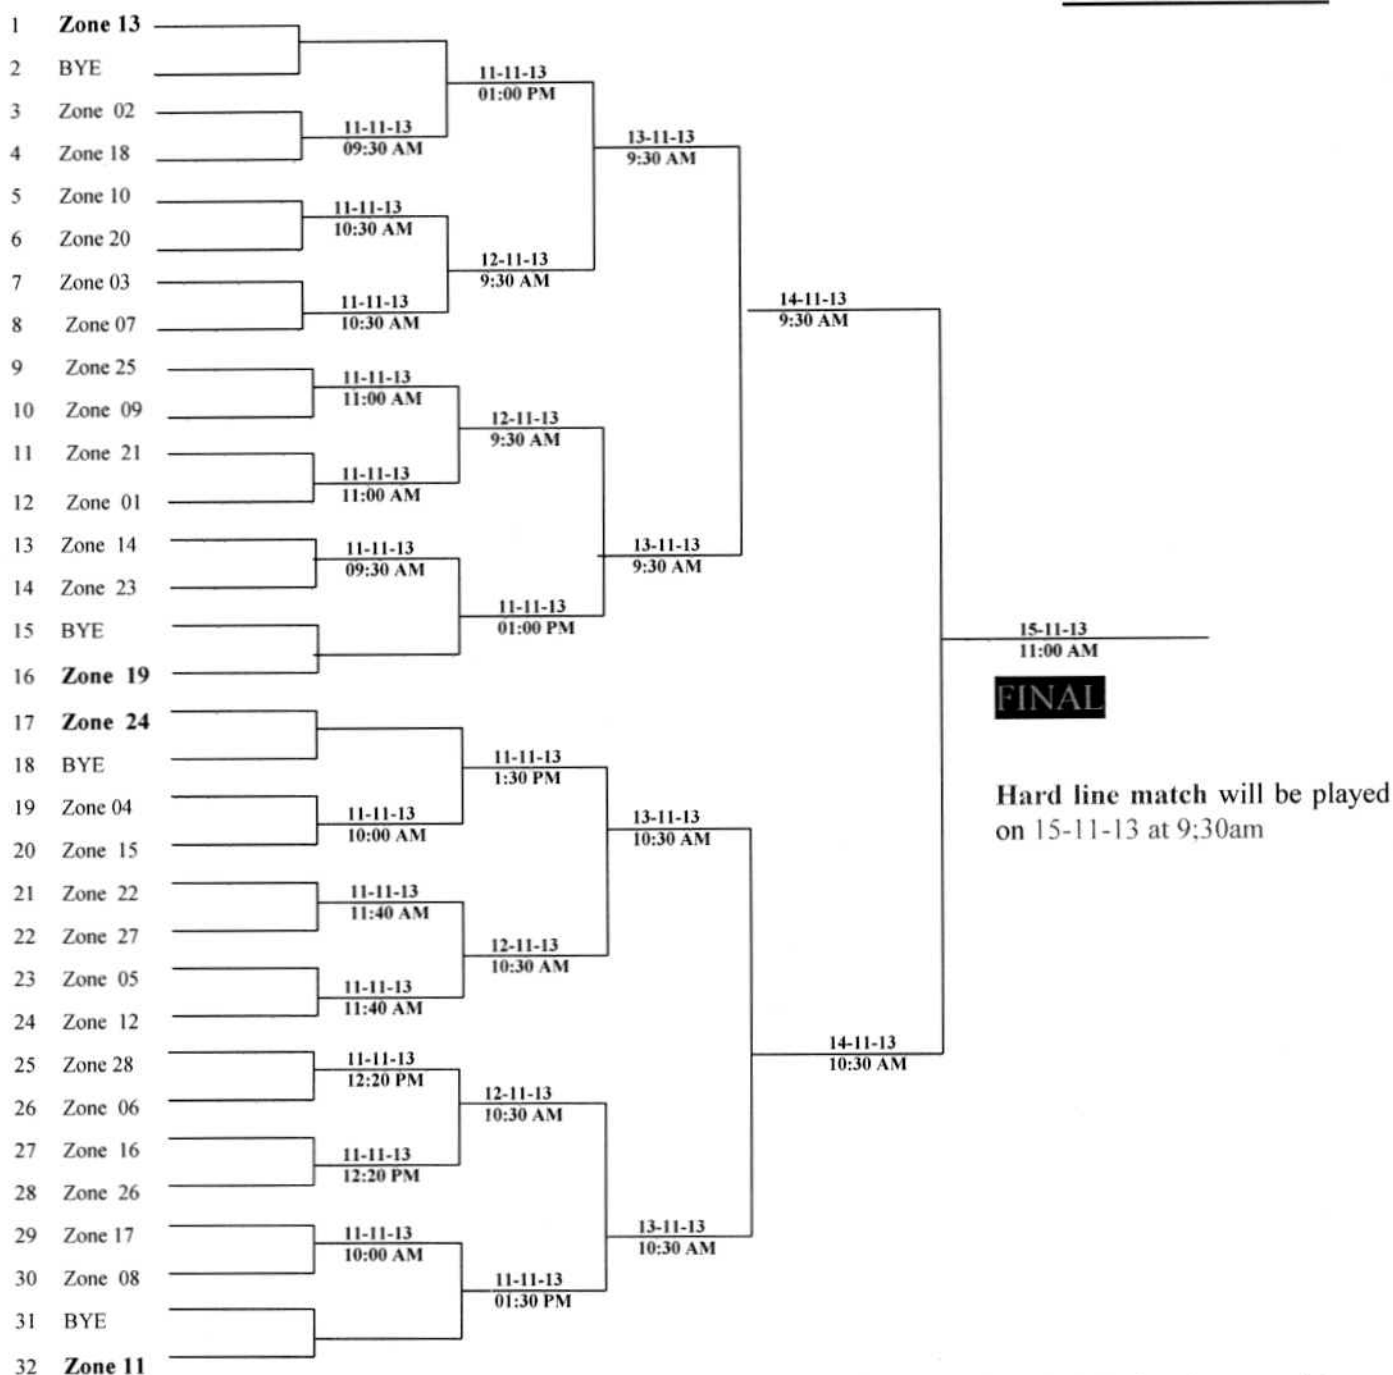 1 Zone 13
2 BYE
3 Zone 02
4 Zone 18
5 Zone 10
6 Zone 20
7 Zone 03
8 Zone 07
9 Zone 25
10 Zone 09
11 Zone 21
12 Zone 01
13 Zone 14
14 Zone 23
15 BYE
16 Zone 19
17 Zone 24
18 BYE
19 Zone 04
20 Zone 15
21 Zone 22
22 Zone 27
23 Zone 05
24 Zone 12
25 Zone 28
26 Zone 06
27 Zone 16
28 Zone 26
29 Zone 17
30 Zone 08
31 BYE
32 Zone 11
11-11-13
09:30 AM
11-11-13
10:30 AM
11-11-13
10:30 AM
11-11-13
11:00 AM
11-11-13
11:00 AM
11-11-13
09:30 AM
11-11-13
10:00 AM
11-11-13
11:40 AM
11-11-13
11:40 AM
11-11-13
12:20 PM
11-11-13
12:20 PM
11-11-13
10:00 AM
11-11-13
01:00 PM
12-11-13
9:30 AM
12-11-13
9:30 AM
11-11-13
01:00 PM
11-11-13
1:30 PM
12-11-13
10:30 AM
12-11-13
10:30 AM
11-11-13
01:30 PM
13-11-13
9:30 AM
13-11-13
9:30 AM
13-11-13
10:30 AM
13-11-13
10:30 AM
14-11-13
9:30 AM
14-11-13
10:30 AM
15-11-13
11:00 AM
FINAL
Hard line match will be played
on 15-11-13 at 9;30am